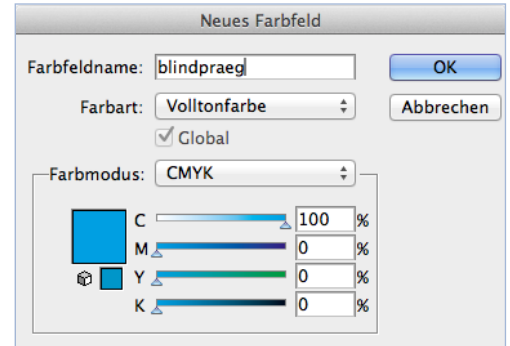 Neues Farbfeld
Farbfeldname: blindpraeg OK
Farbart: Volltonfarbe Abbrechen
Global
Farbmodus: CMYK
C 100 %
M 0 %
Y 0 %
K 0 %